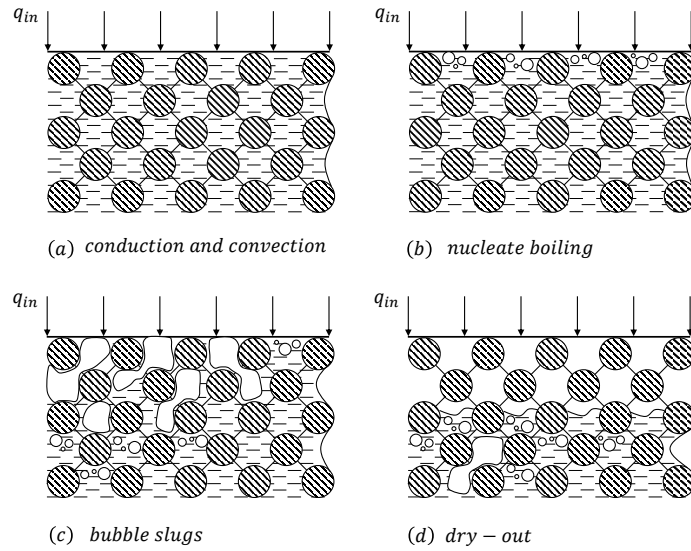 q_in
q_in
(a) conduction and convection
(b) nucleate boiling
q_in
q_in
(c) bubble slugs
(d) dry − out